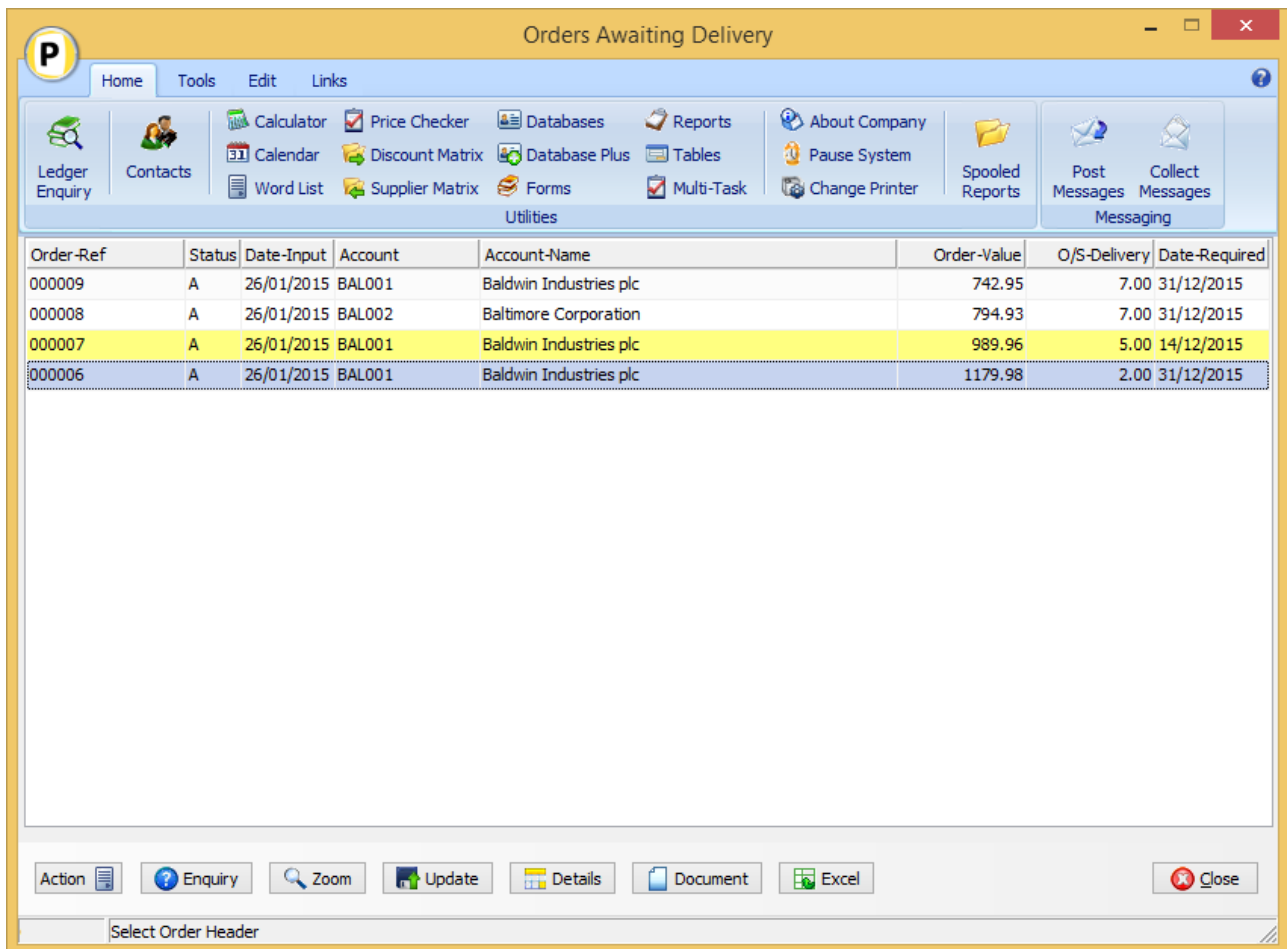 Orders Awaiting Delivery
P
Home Tools Edit Links
Ledger Enquiry
Contacts
Calculator Price Checker Databases Reports About Company
31 Calendar Discount Matrix Database Plus Tables Pause System
Word List Supplier Matrix Forms Multi-Task Change Printer
Spooled Reports
Post Messages
Collect Messages
Utilities Messaging
Order-Ref Status Date-Input Account Account-Name Order-Value O/S-Delivery Date-Required
000009 A 26/01/2015 BAL001 Baldwin Industries plc 742.95 7.00 31/12/2015
000008 A 26/01/2015 BAL002 Baltimore Corporation 794.93 7.00 31/12/2015
000007 A 26/01/2015 BAL001 Baldwin Industries plc 989.96 5.00 14/12/2015
000006 A 26/01/2015 BAL001 Baldwin Industries plc 1179.98 2.00 31/12/2015
Action Enquiry Zoom Update Details Document Excel Close
Select Order Header